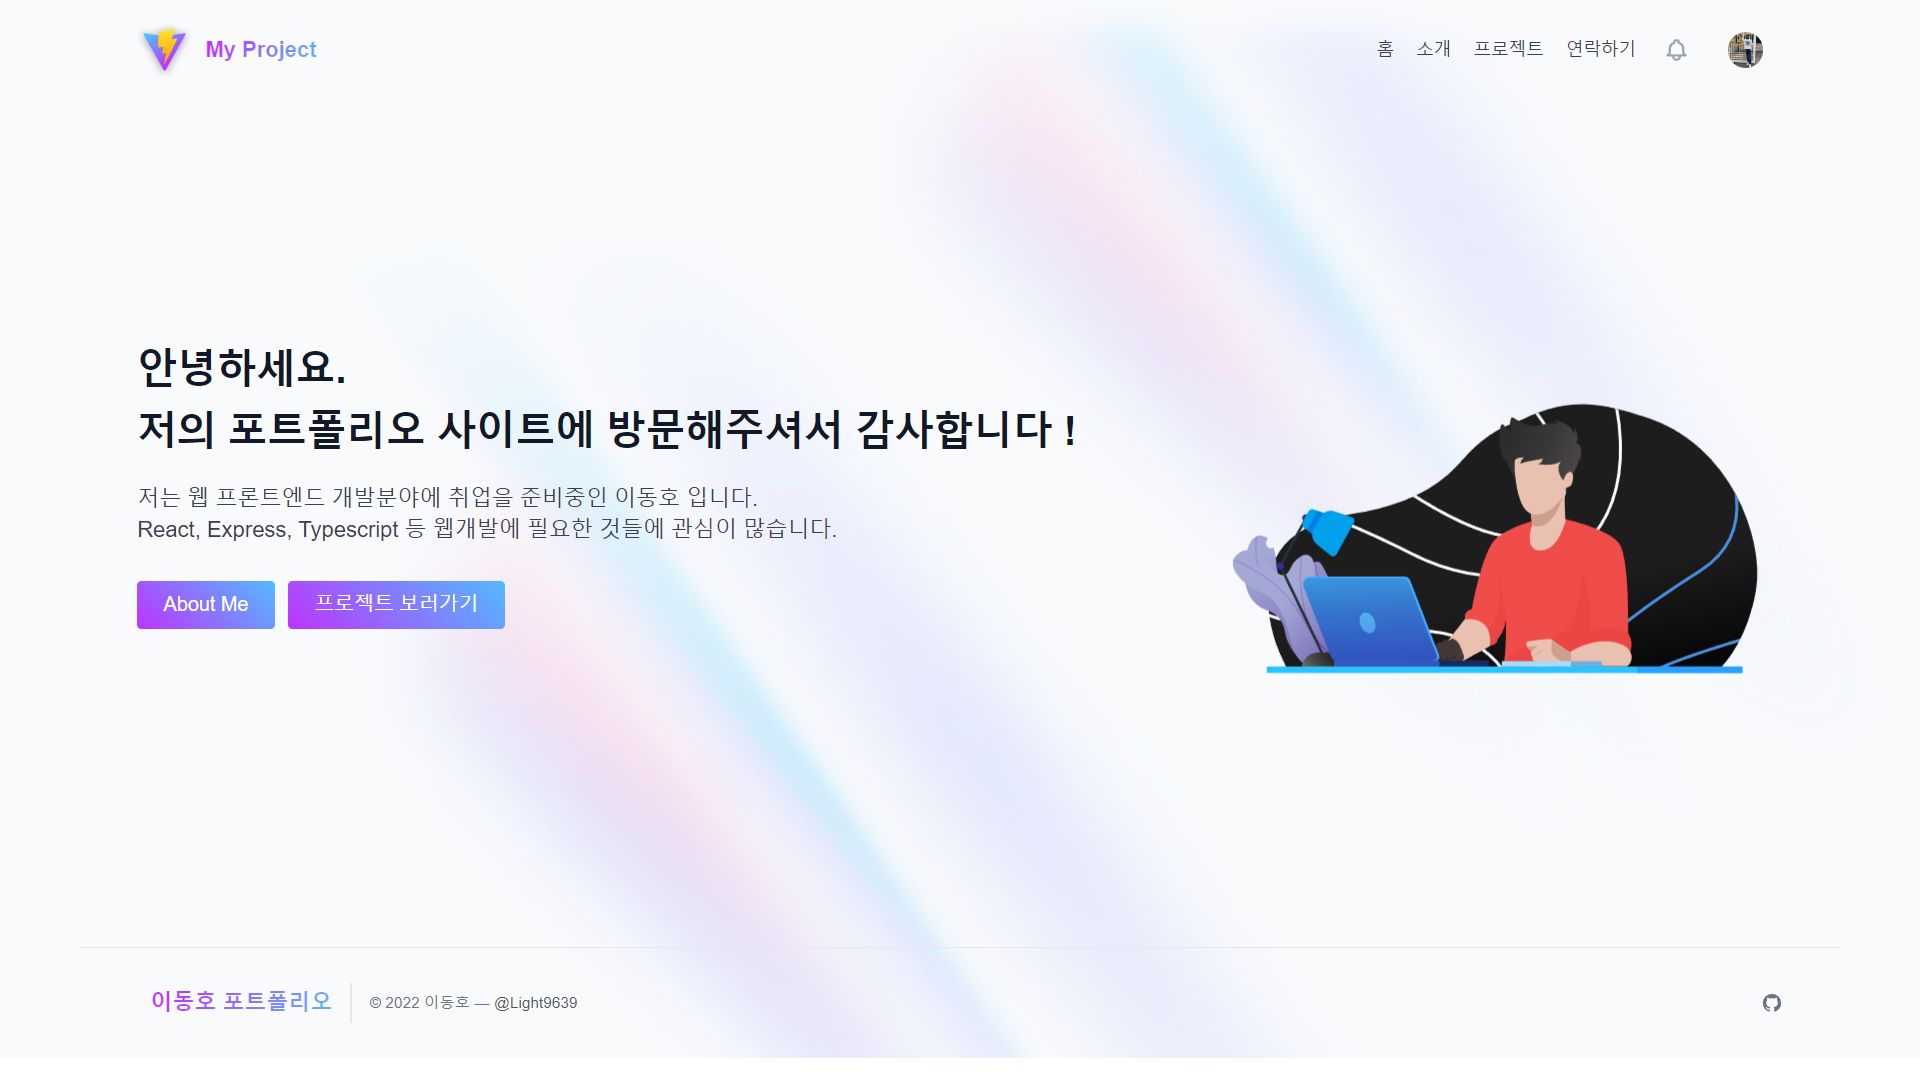 My Project
홈 소개 프로젝트 연락하기
안녕하세요.
저의 포트폴리오 사이트에 방문해주셔서 감사합니다 !
저는 웹 프론트엔드 개발분야에 취업을 준비중인 이동호 입니다.
React, Express, Typescript 등 웹개발에 필요한 것들에 관심이 많습니다.
About Me 프로젝트 보러가기
이동호 포트폴리오 © 2022 이동호 — @Light9639